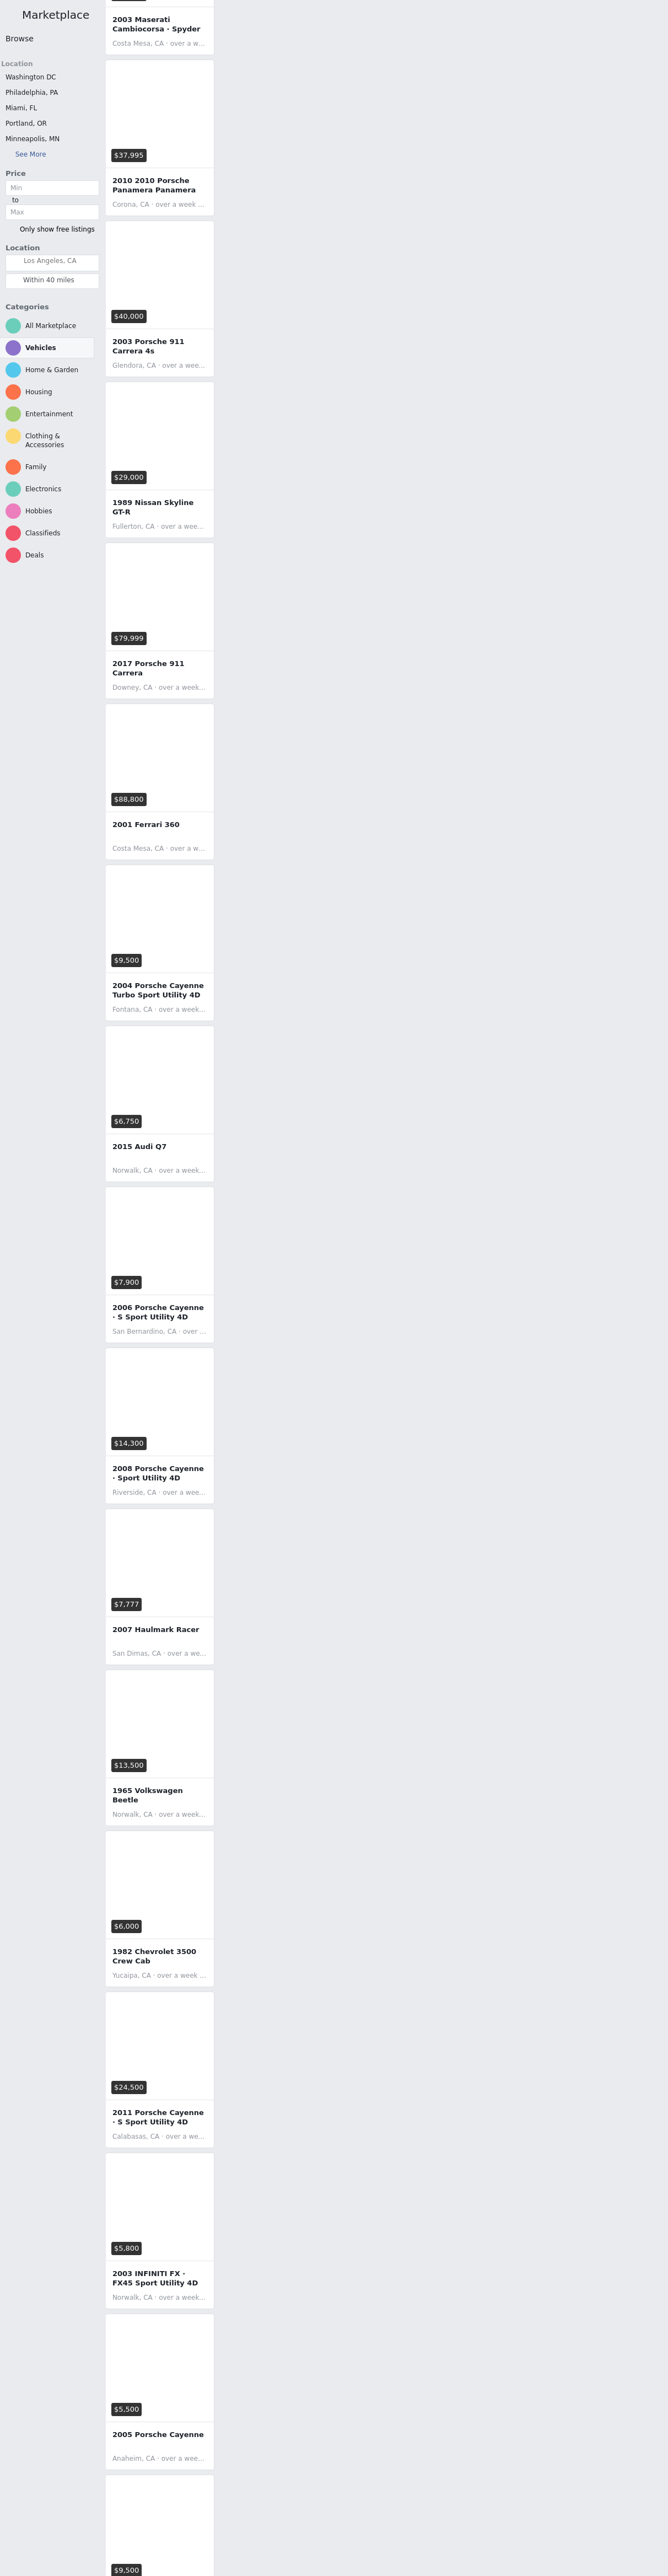 Marketplace
Browse
Location
Washington DC
Philadelphia, PA
Miami, FL
Portland, OR
Minneapolis, MN
See More
Price
Min
to
Max
Only show free listings
Location
Los Angeles, CA
Within 40 miles
Categories
All Marketplace
Vehicles
Home & Garden
Housing
Entertainment
Clothing &
Accessories
Family
Electronics
Hobbies
Classifieds
Deals
2003 Maserati
Cambiocorsa · Spyder
Costa Mesa, CA · over a w...
$37,995
2010 2010 Porsche
Panamera Panamera
Corona, CA · over a week ...
$40,000
2003 Porsche 911
Carrera 4s
Glendora, CA · over a wee...
$29,000
1989 Nissan Skyline
GT-R
Fullerton, CA · over a wee...
$79,999
2017 Porsche 911
Carrera
Downey, CA · over a week...
$88,800
2001 Ferrari 360
Costa Mesa, CA · over a w...
$9,500
2004 Porsche Cayenne
Turbo Sport Utility 4D
Fontana, CA · over a week...
$6,750
2015 Audi Q7
Norwalk, CA · over a week...
$7,900
2006 Porsche Cayenne
· S Sport Utility 4D
San Bernardino, CA · over ...
$14,300
2008 Porsche Cayenne
· Sport Utility 4D
Riverside, CA · over a wee...
$7,777
2007 Haulmark Racer
San Dimas, CA · over a we...
$13,500
1965 Volkswagen
Beetle
Norwalk, CA · over a week...
$6,000
1982 Chevrolet 3500
Crew Cab
Yucaipa, CA · over a week ...
$24,500
2011 Porsche Cayenne
· S Sport Utility 4D
Calabasas, CA · over a we...
$5,800
2003 INFINITI FX ·
FX45 Sport Utility 4D
Norwalk, CA · over a week...
$5,500
2005 Porsche Cayenne
Anaheim, CA · over a wee...
$9,500